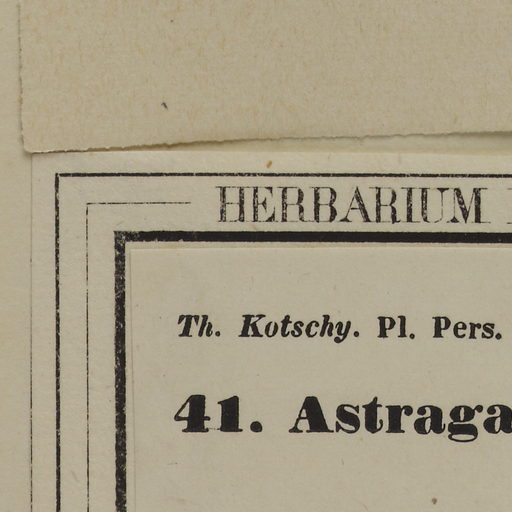 HERBARIUM
Th. Kotschy. Pl. Pers.
41. Astraga